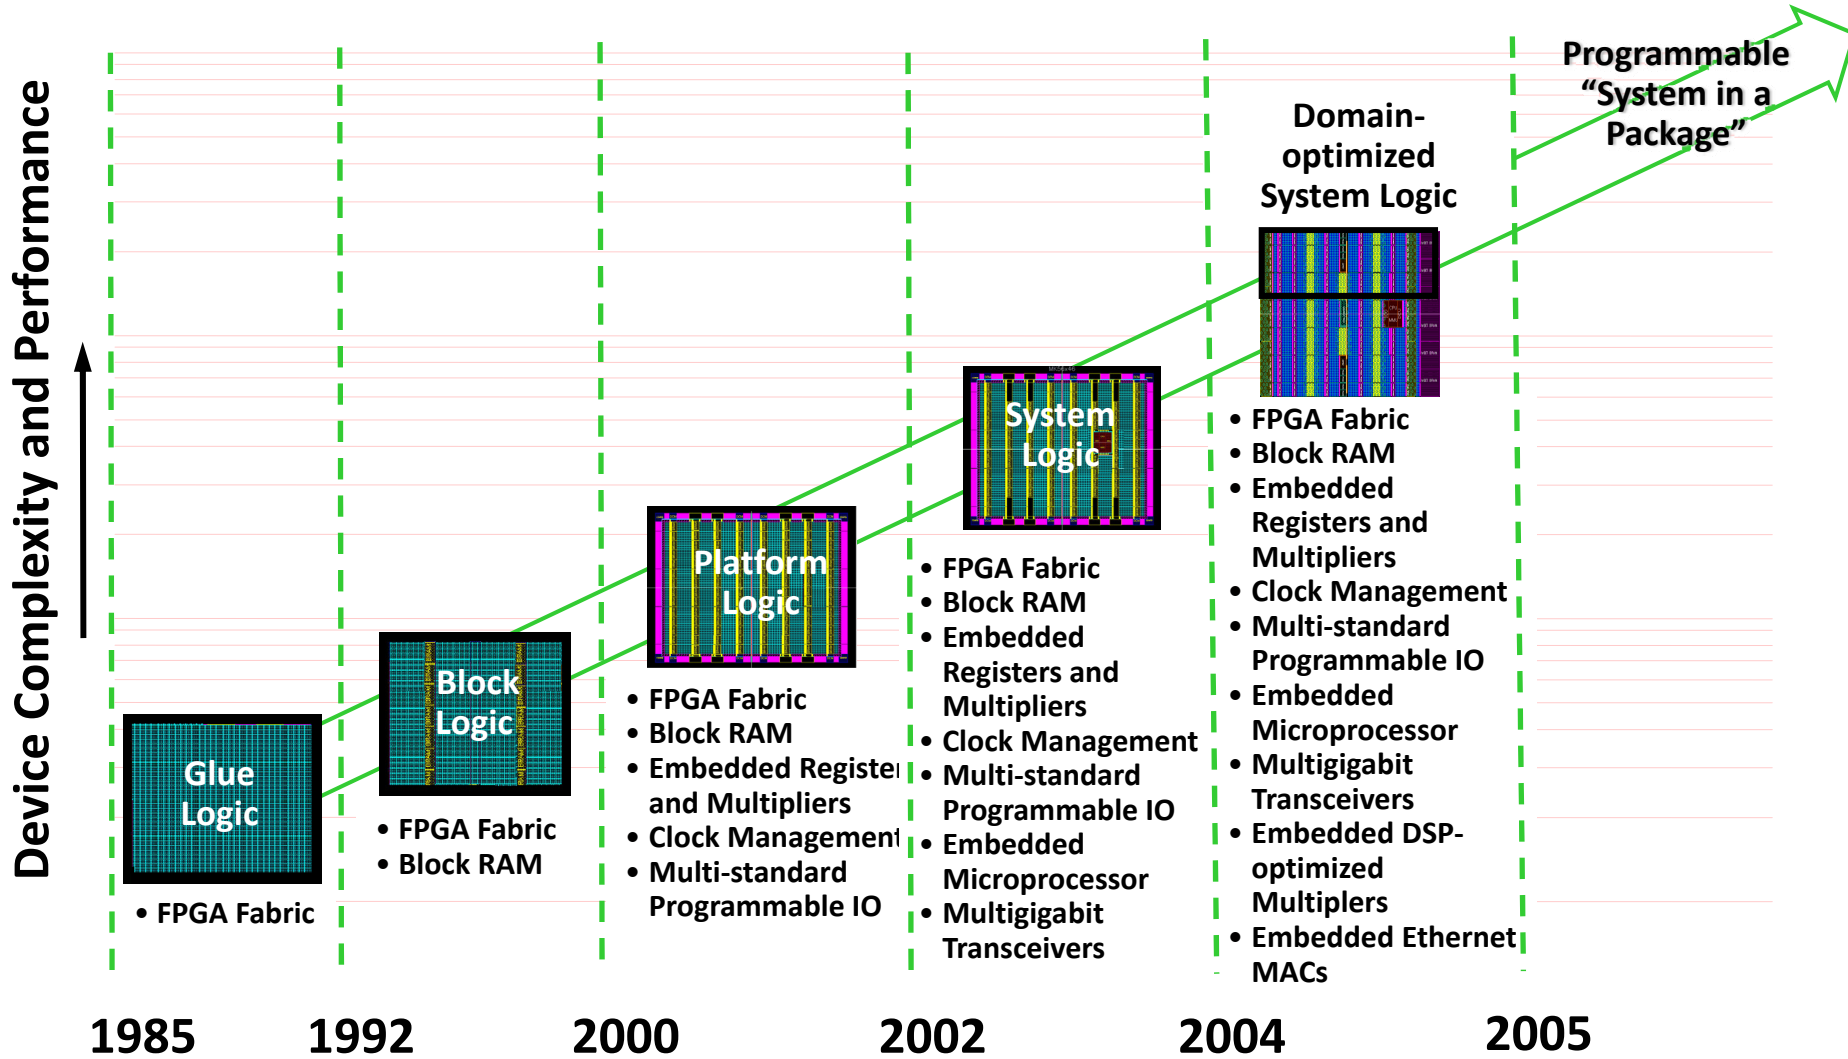 Device Complexity and Performance
Programmable
“System in a
Package”
Domain-
optimized
System Logic
Glue
Logic
• FPGA Fabric
Block
Logic
• FPGA Fabric
• Block RAM
Platform
Logic
• FPGA Fabric
• Block RAM
• Embedded Register
and Multipliers
• Clock Management
• Multi-standard
Programmable IO
System
Logic
• FPGA Fabric
• Block RAM
• Embedded
Registers and
Multipliers
• Clock Management
• Multi-standard
Programmable IO
• Embedded
Microprocessor
• Multigigabit
Transceivers
• FPGA Fabric
• Block RAM
• Embedded
Registers and
Multipliers
• Clock Management
• Multi-standard
Programmable IO
• Embedded
Microprocessor
• Multigigabit
Transceivers
• Embedded DSP-
optimized
Multiplers
• Embedded Ethernet
MACs
1985
1992
2000
2002
2004
2005